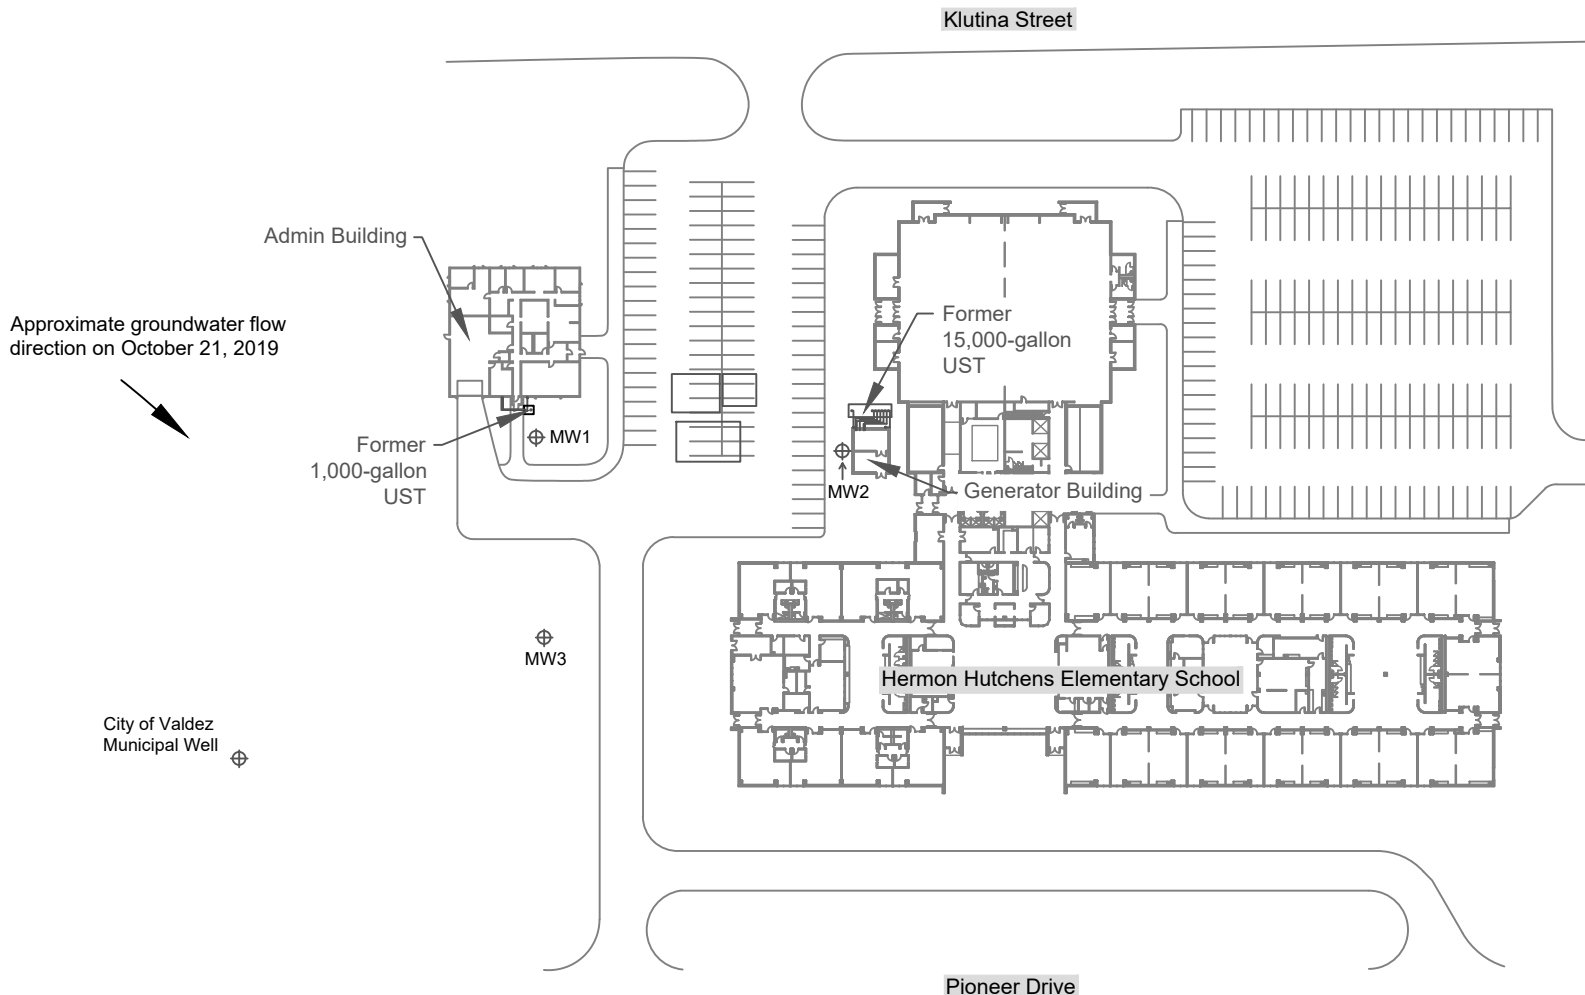 Klutina Street
Admin Building
Approximate groundwater flow
direction on October 21, 2019
Former
15,000-gallon
UST
Former
1,000-gallon
UST
MW1
MW2
Generator Building
MW3
Hermon Hutchens Elementary School
City of Valdez
Municipal Well
Pioneer Drive